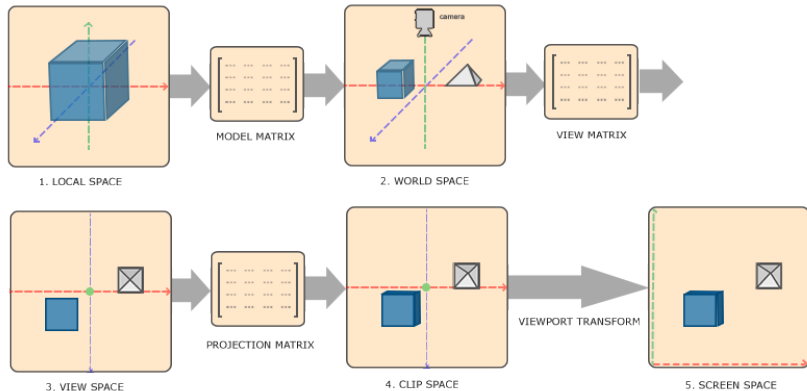 camera
MODEL MATRIX
VIEW MATRIX
1. LOCAL SPACE
2. WORLD SPACE
PROJECTION MATRIX
VIEWPORT TRANSFORM
3. VIEW SPACE
4. CLIP SPACE
5. SCREEN SPACE